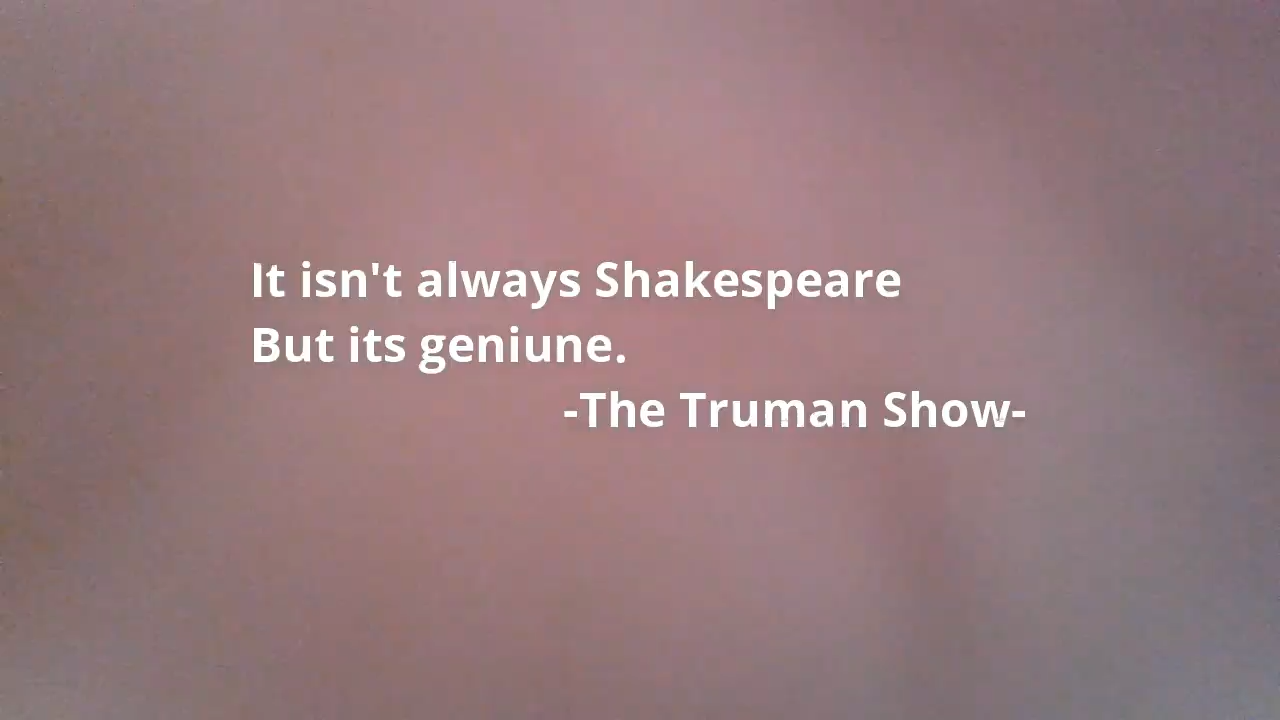 It isn't always Shakespeare
But its geniune.
-The Truman Show-